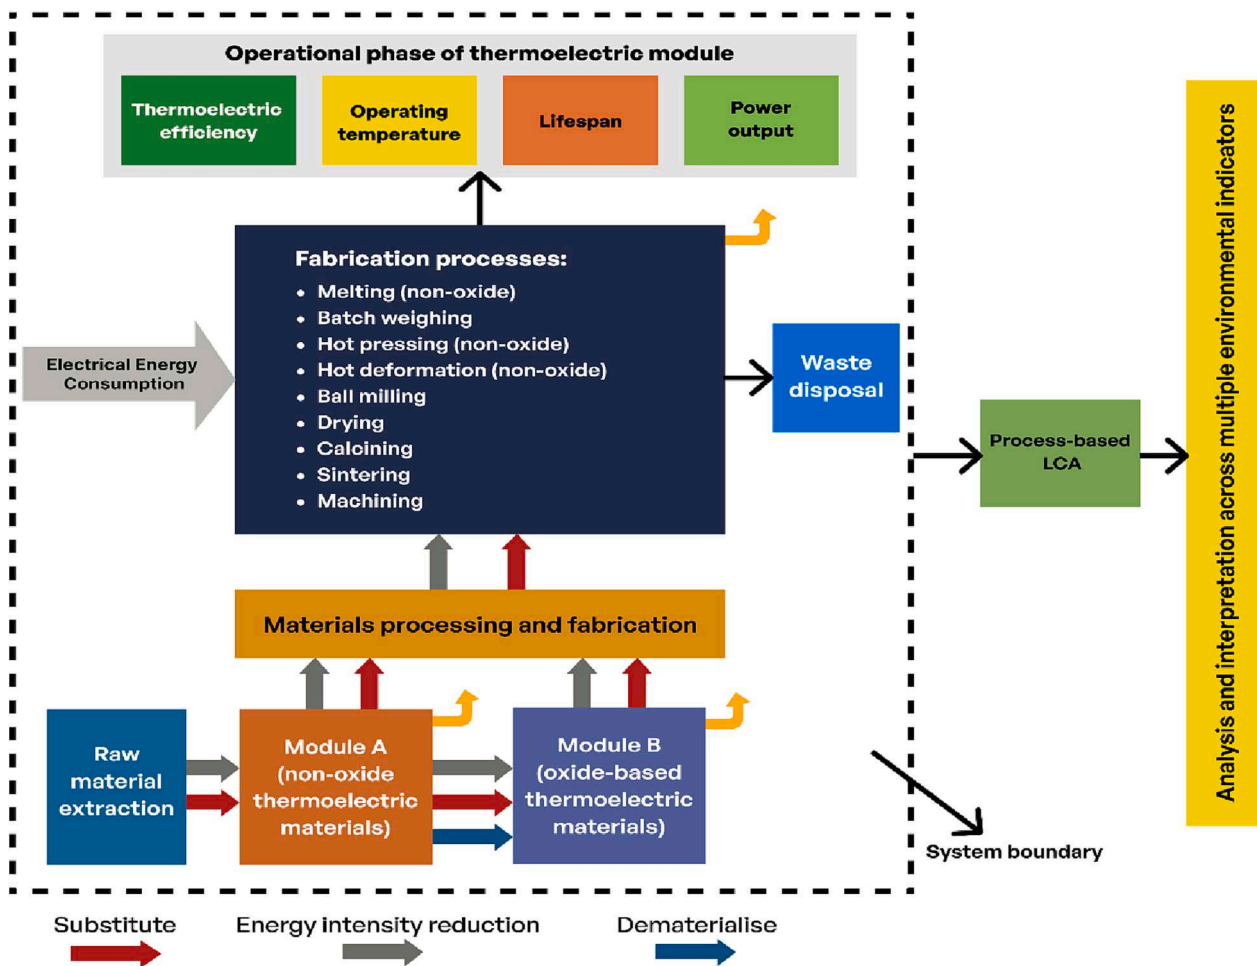 Operational phase of thermoelectric module
Thermoelectric
efficiency
Operating
temperature
Lifespan
Power
output
Fabrication processes:
• Melting (non-oxide)
• Batch weighing
• Hot pressing (non-oxide)
• Hot deformation (non-oxide)
• Ball milling
• Drying
• Calcining
• Sintering
• Machining
Electrical Energy
Consumption
Waste
disposal
Process-based
LCA
Analysis and interpretation across multiple environmental indicators
Materials processing and fabrication
Raw
material
extraction
Module A
(non-oxide
thermoelectric
materials)
Module B
(oxide-based
thermoelectric
materials)
System boundary
Substitute
Energy intensity reduction
Dematerialise